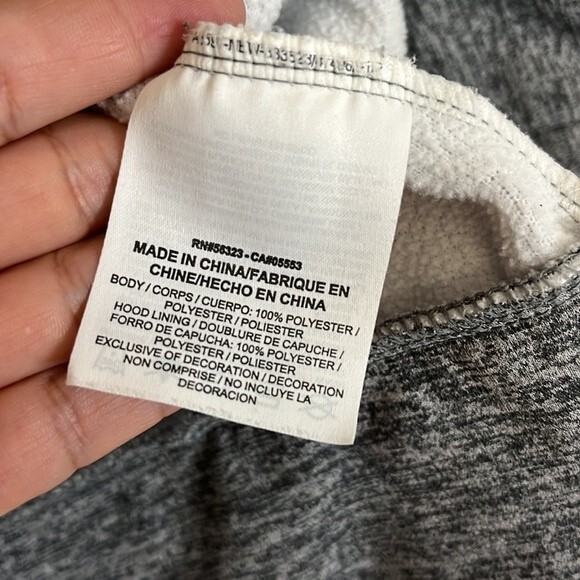 RN#56323 - CA#05553
MADE IN CHINA/FABRIQUE EN
CHINE/HECHO EN CHINA
BODY / CORPS / CUERPO: 100% POLYESTER /
POLYESTER / POLIESTER
HOOD LINING / DOUBLURE DE CAPUCHE /
FORRO DE CAPUCHA: 100% POLYESTER /
POLYESTER / POLIESTER
EXCLUSIVE OF DECORATION / DECORATION
NON COMPRISE / NO INCLUYE LA
DECORACION